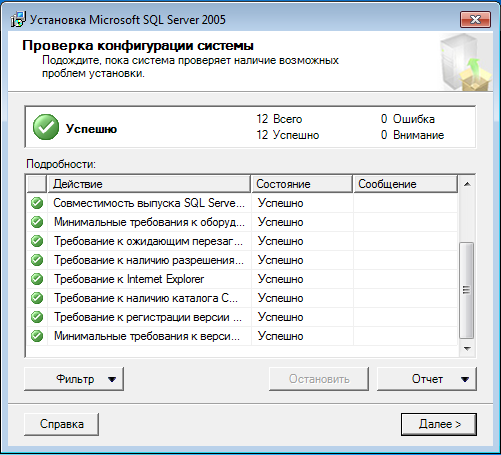 Установка Microsoft SQL Server 2005
Проверка конфигурации системы
Подождите, пока система проверяет наличие возможных
проблем установки.
Успешно
12 Всего 0 Ошибка
12 Успешно 0 Внимание
Подробности:
Действие Состояние Сообщение
Совместимость выпуска SQL Serve... Успешно
Минимальные требования к оборуд... Успешно
Требование к ожидающим перезаг... Успешно
Требование к наличию разрешения... Успешно
Требование к Internet Explorer Успешно
Требование к наличию каталога C... Успешно
Требование к регистрации версии ... Успешно
Минимальные требования к верси... Успешно
Фильтр Остановить Отчет
Справка Далее >